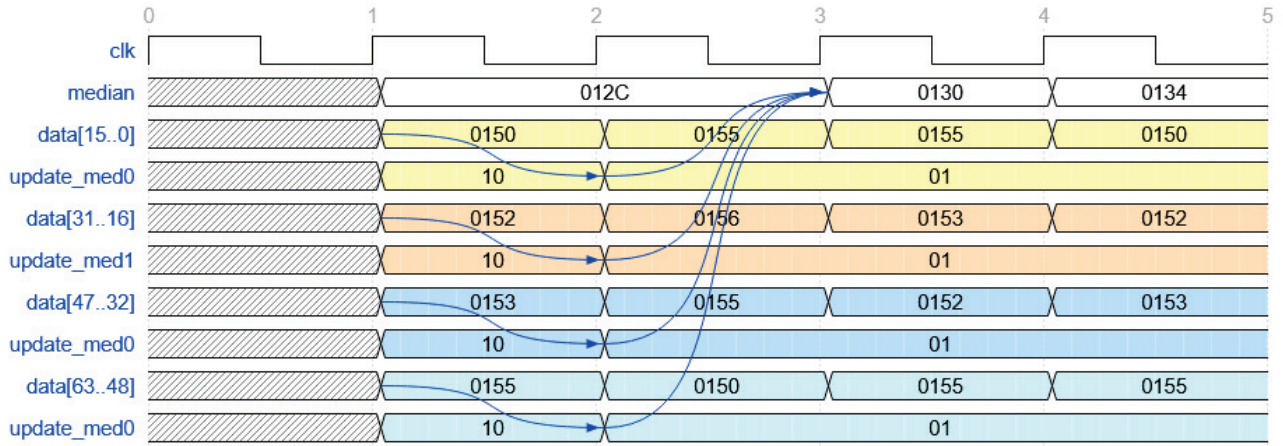 0 1 2 3 4 5
clk
median 012C 0130 0134
data[15..0] 0150 0155 0155 0150
update_med0 10 01
data[31..16] 0152 0156 0153 0152
update_med1 10 01
data[47..32] 0153 0155 0152 0153
update_med0 10 01
data[63..48] 0155 0150 0155 0155
update_med0 10 01